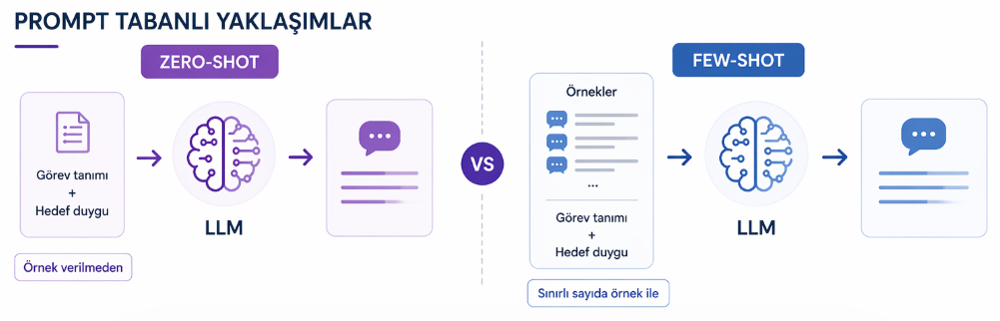 PROMPT TABANLI YAKLAŞIMLAR
ZERO-SHOT
Görev tanımı
+
Hedef duygu
LLM
Örnek verilmeden
VS
FEW-SHOT
Örnekler
...
Görev tanımı
+
Hedef duygu
LLM
Sınırlı sayıda örnek ile